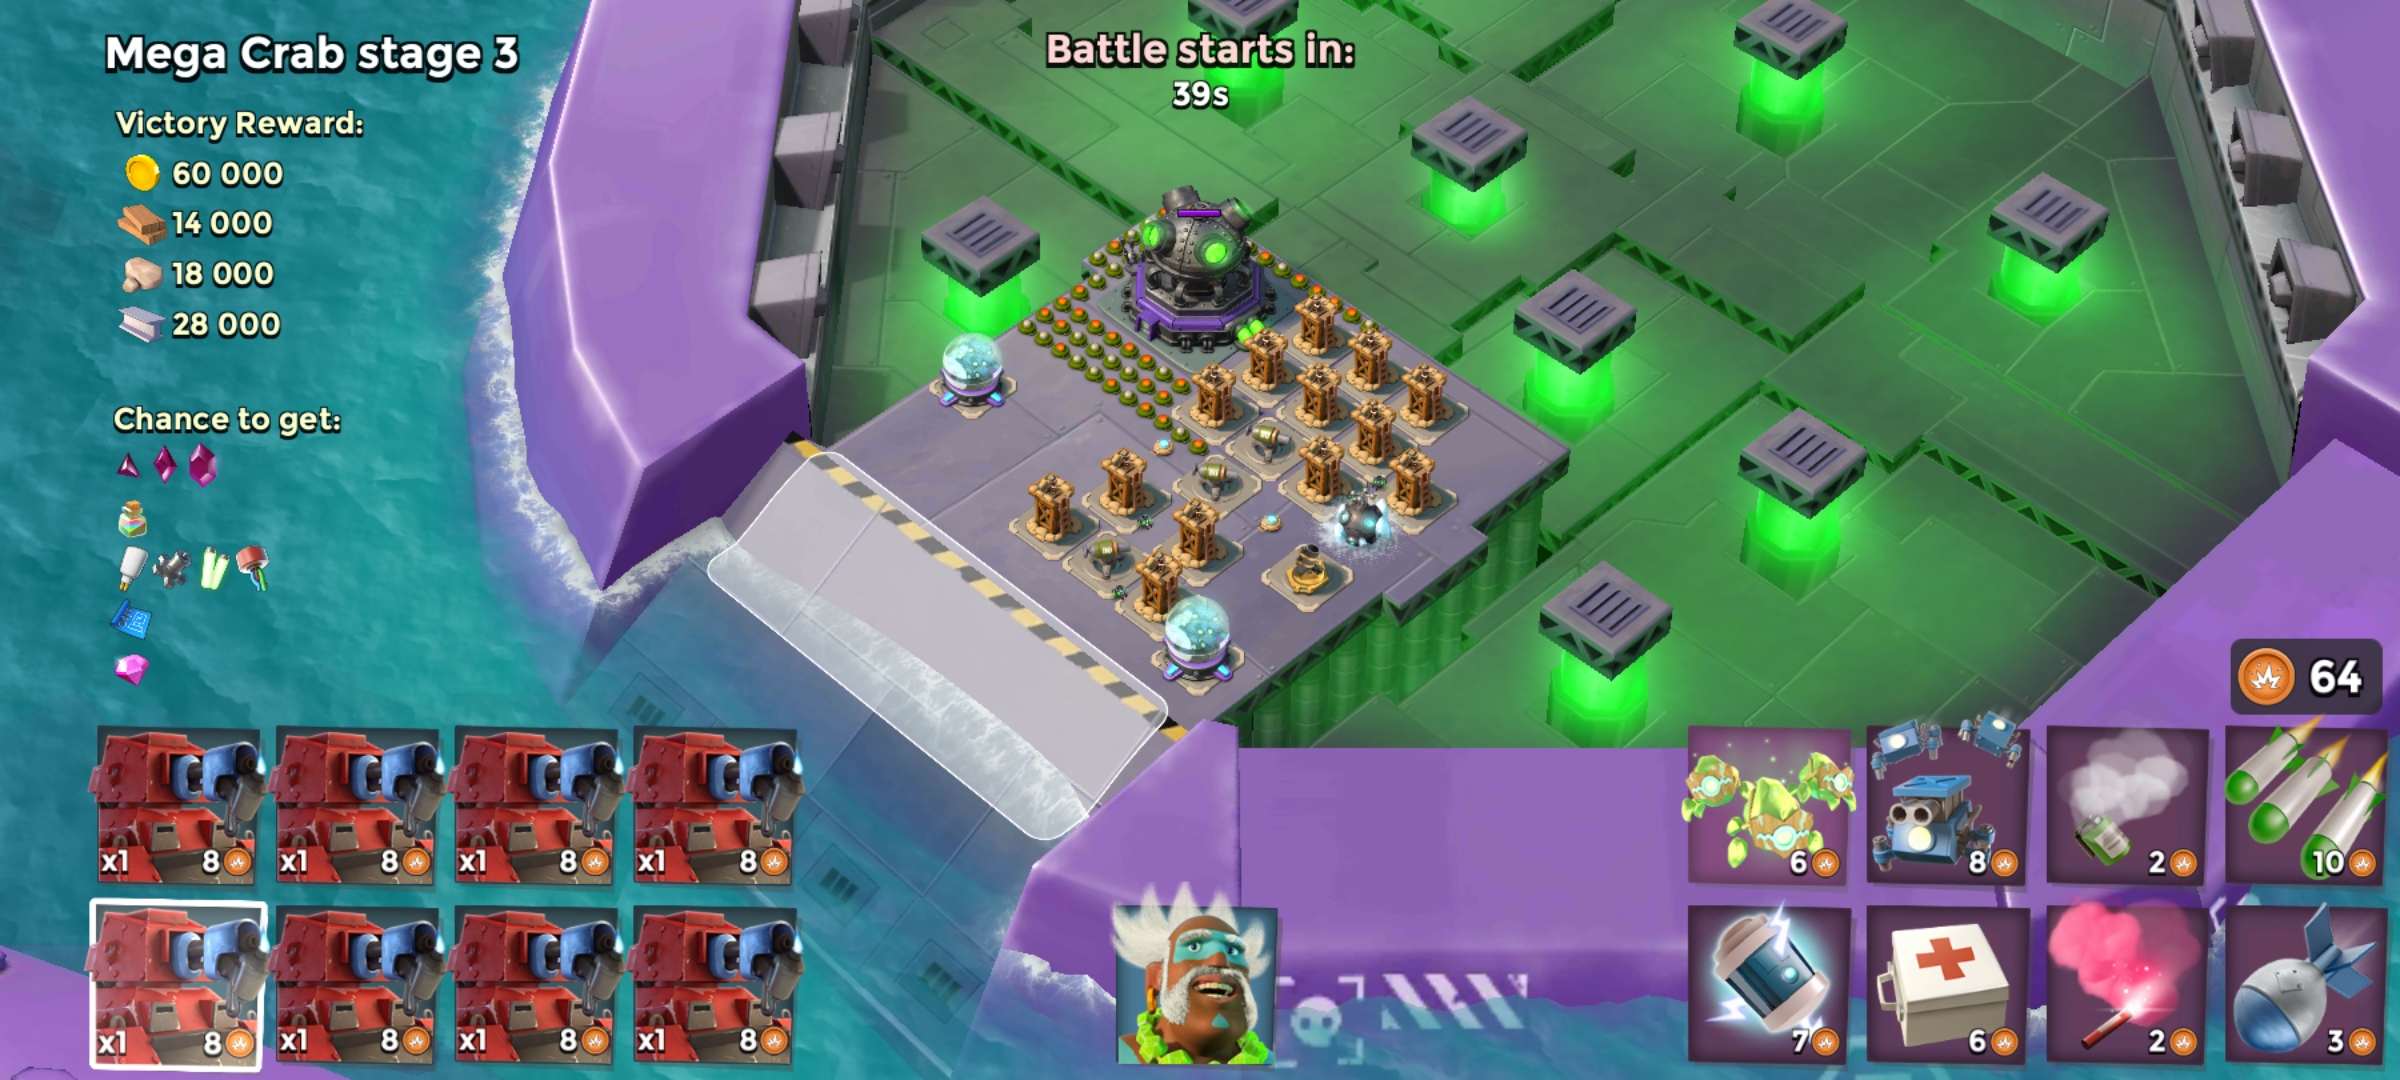 Mega Crab stage 3
Battle starts in:
39s
Victory Reward:
60 000
14 000
18 000
28 000
Chance to get:
64
x1 8
x1 8
x1 8
x1 8
6
8
2
10
x1 8
x1 8
x1 8
x1 8
7
6
2
3